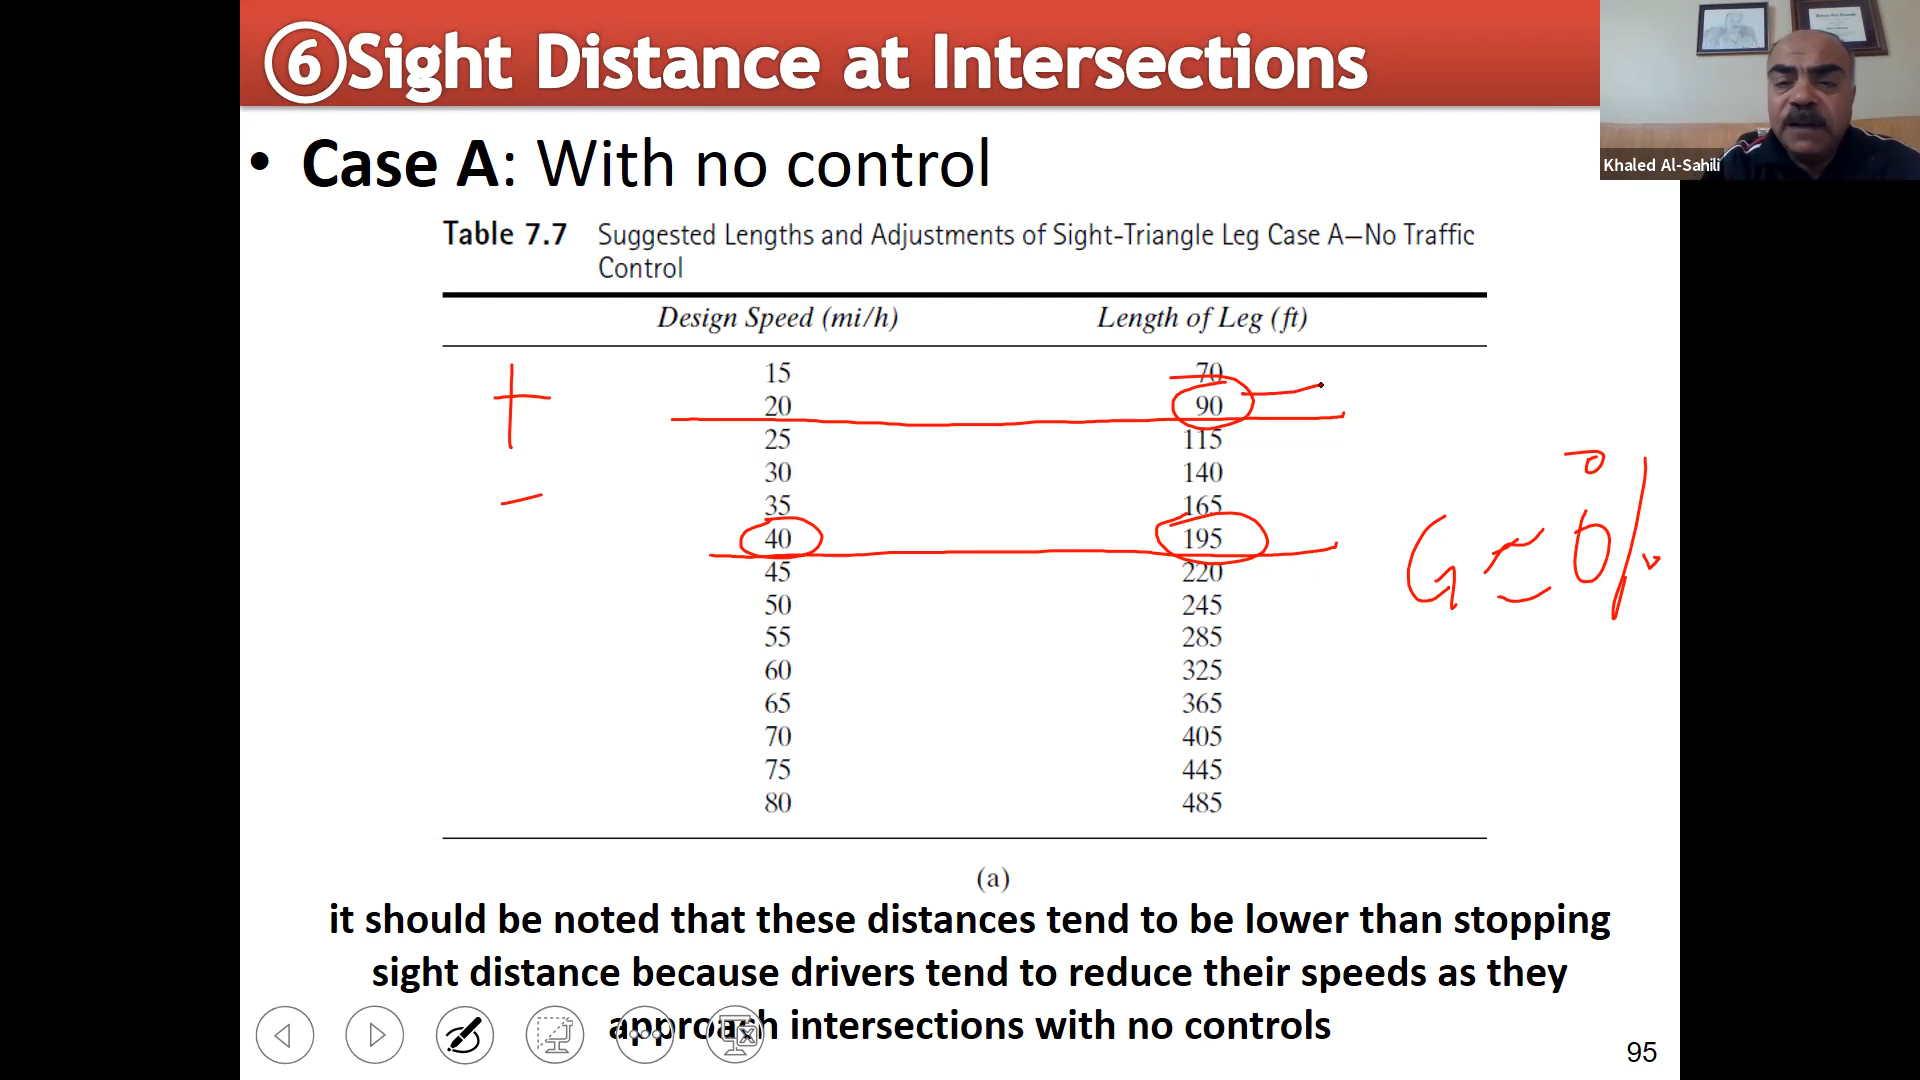 ⑥Sight Distance at Intersections
Khaled Al-Sahili
• Case A: With no control
Table 7.7 Suggested Lengths and Adjustments of Sight-Triangle Leg Case A—No Traffic
Control
Design Speed (mi/h) Length of Leg (ft)
15 70
20 90
25 115
30 140
35 165
40 195
45 220
50 245
55 285
60 325
65 365
70 405
75 445
80 485
+
−
G ≃ 0%
(a)
it should be noted that these distances tend to be lower than stopping
sight distance because drivers tend to reduce their speeds as they
approach intersections with no controls
95